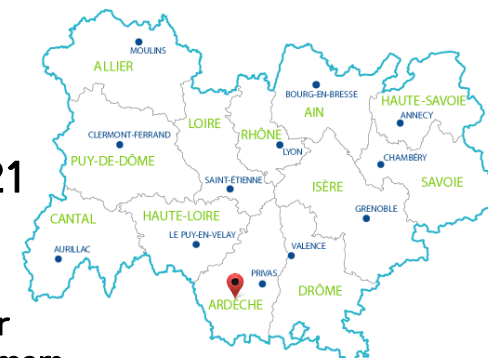 MOULINS
ALLIER
BOURG-EN-BRESSE
AIN
HAUTE-SAVOIE
ANNECY
LOIRE
RHÔNE
LYON
CLERMONT-FERRAND
PUY-DE-DÔME
CHAMBÉRY
SAVOIE
21
SAINT-ÉTIENNE
ISÈRE
CANTAL
HAUTE-LOIRE
GRENOBLE
LE PUY-EN-VELAY
AURILLAC
VALENCE
PRIVAS
DRÔME
ARDÈCHE